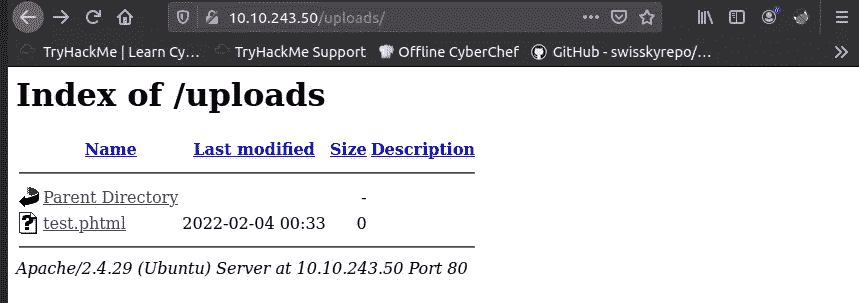 10.10.243.50/uploads/
TryHackMe | Learn Cy… TryHackMe Support Offline CyberChef GitHub - swisskyrepo/…
Index of /uploads
Name Last modified Size Description
Parent Directory -
test.phtml 2022-02-04 00:33 0
Apache/2.4.29 (Ubuntu) Server at 10.10.243.50 Port 80